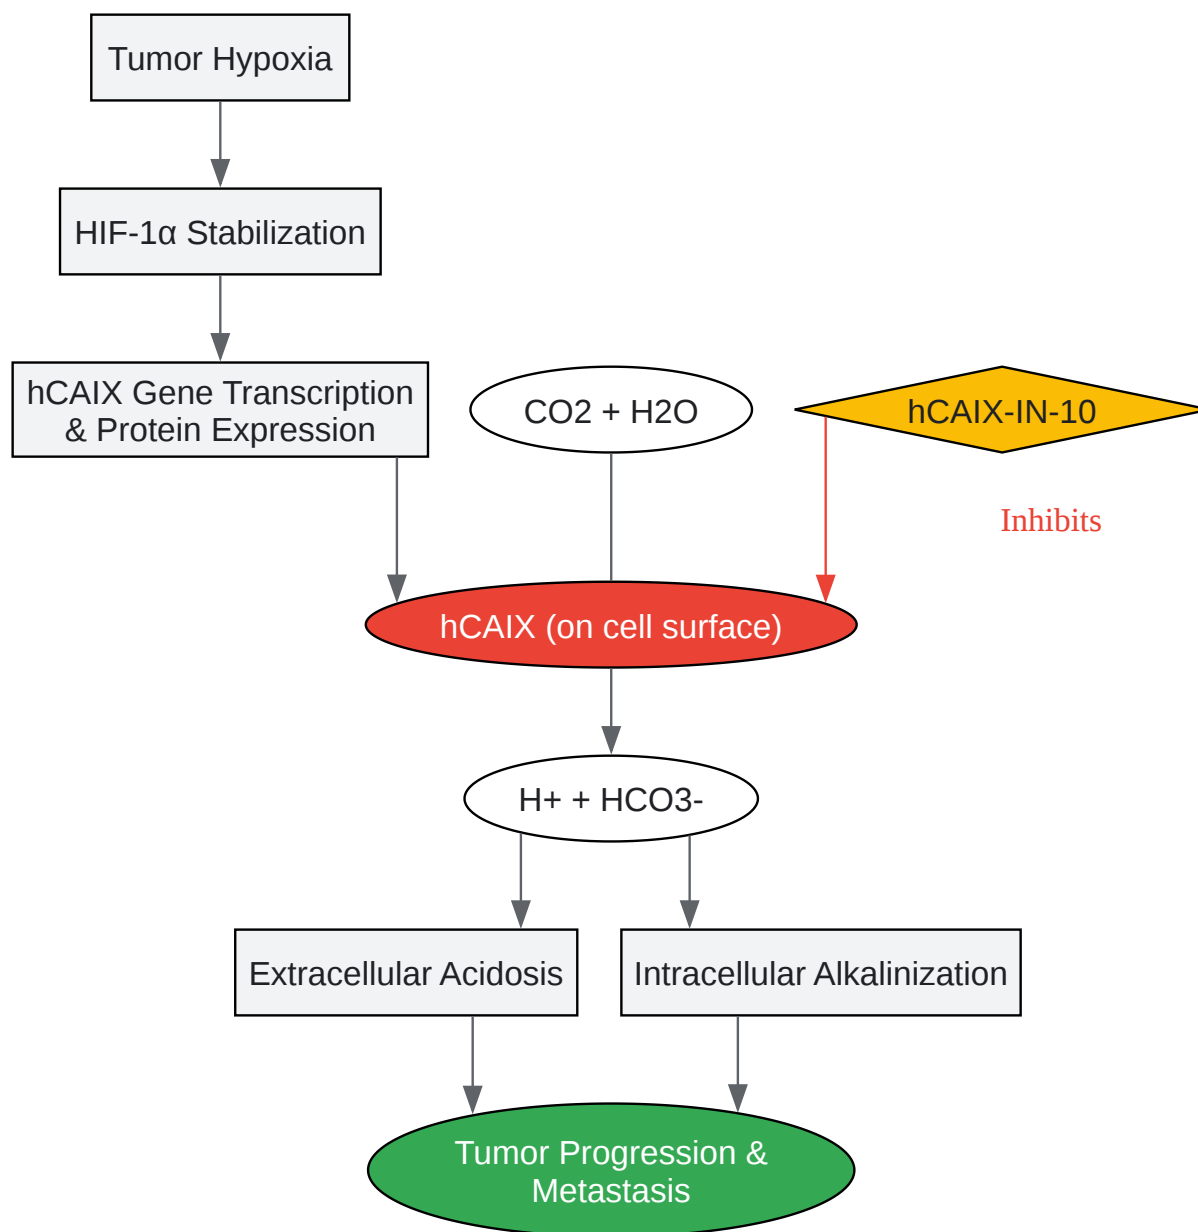 Tumor Hypoxia
HIF-1α Stabilization
hCAIX Gene Transcription
& Protein Expression
CO2 + H2O
hCAIX-IN-10
Inhibits
hCAIX (on cell surface)
H+ + HCO3-
Extracellular Acidosis
Intracellular Alkalinization
Tumor Progression &
Metastasis